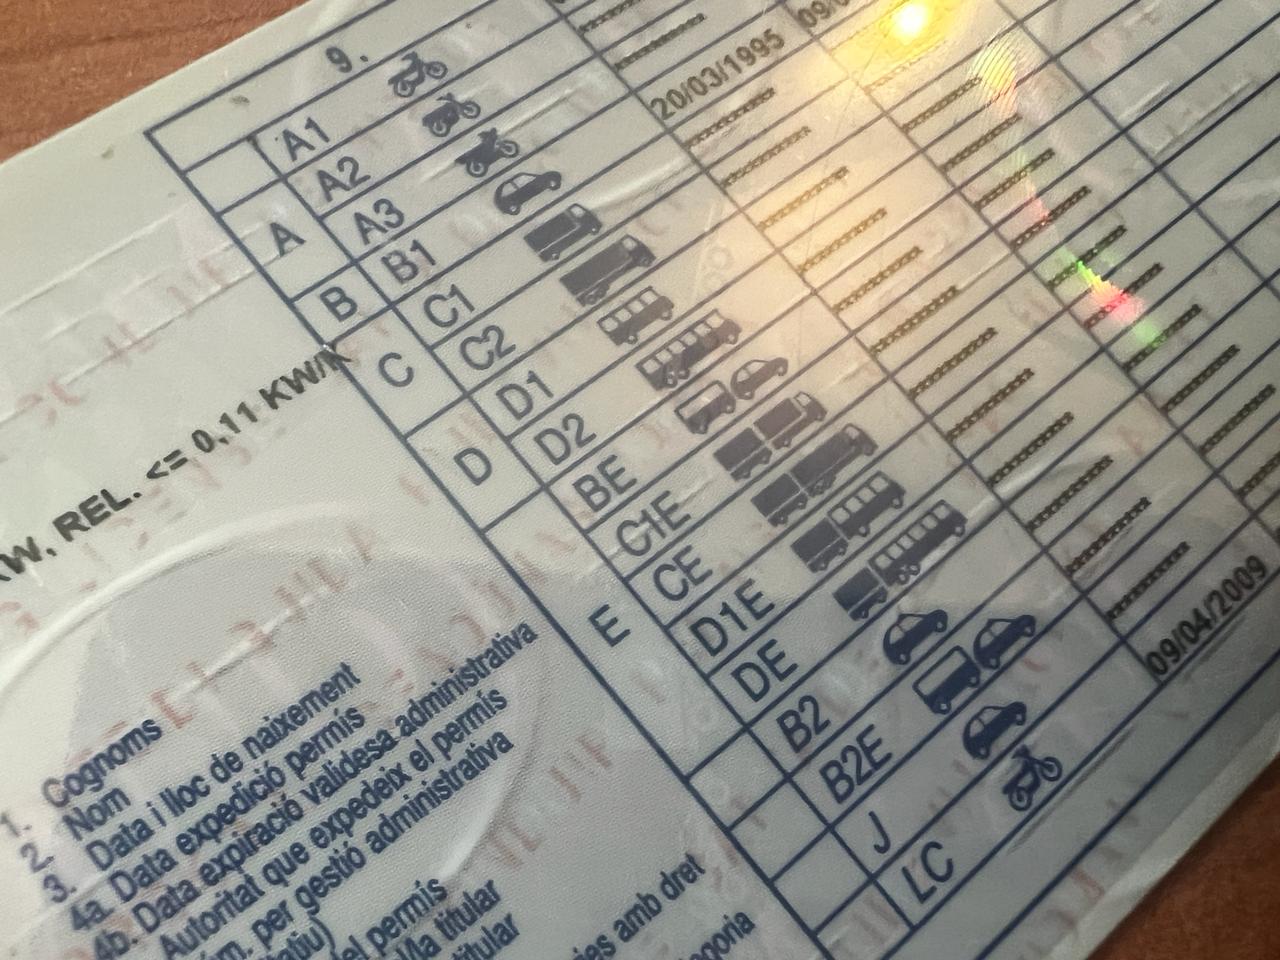 9.
A1
A2
A3
B1
C1
C2
D1
D2
BE
C1E
CE
D1E
DE
B2
B2E
J
LC
A
B
C
D
E
20/03/1995
09/04/2009
REL. <= 0,11 KW/K
1. Cognoms
2. Nom
3. Data i lloc de naixement
4a. Data expedició permís
4b. Data expiració validesa administrativa
Autoritat que expedeix el permís
per gestió administrativa
permís
titular
titular
amb dret